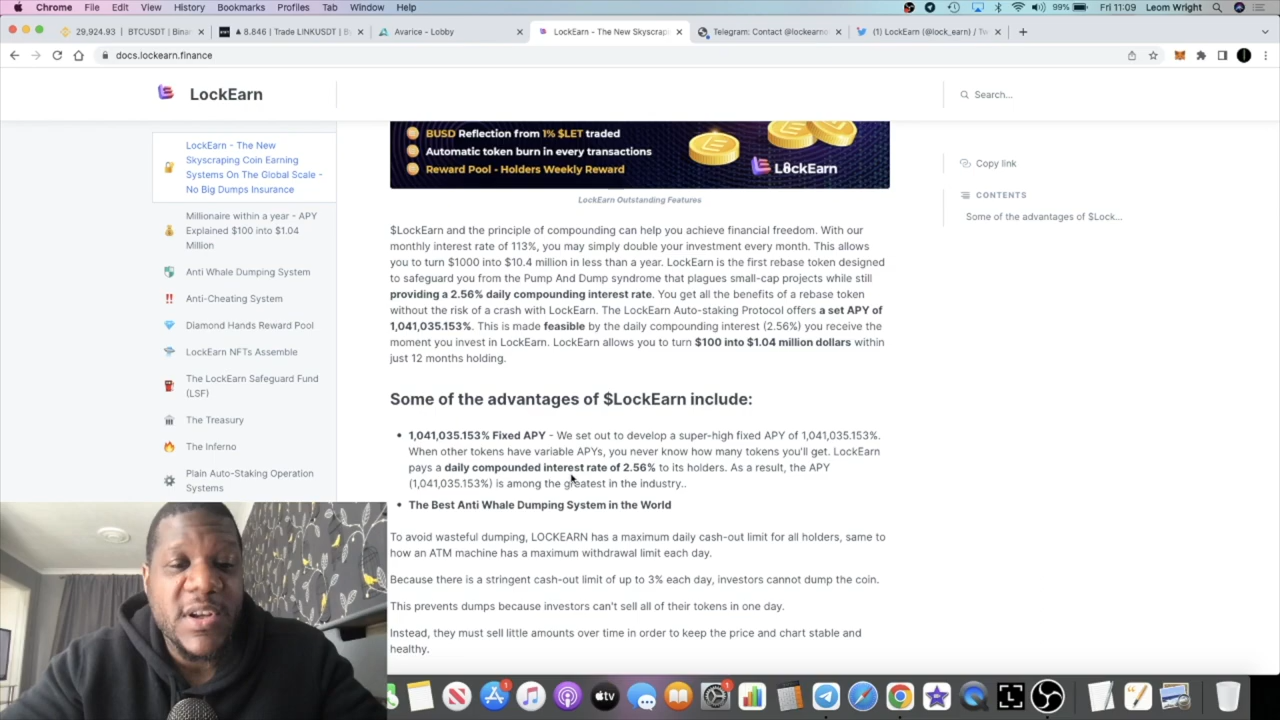 Chrome File Edit View History Bookmarks Profiles Tab Window Help
99% Fri 11:09 Leom Wright
29,924.93 | BTCUSDT | Binan
▲ 8.846 | Trade LINKUSDT | B
Avarice - Lobby
LockEarn - The New Skyscrap
Telegram: Contact @lockearn
(1) LockEarn (@lock_earn) / Tw
docs.lockearn.finance
LockEarn
Search...
LockEarn - The New
Skyscraping Coin Earning
Systems On The Global Scale -
No Big Dumps Insurance
Millionaire within a year - APY
Explained $100 into $1.04
Million
Anti Whale Dumping System
Anti-Cheating System
Diamond Hands Reward Pool
LockEarn NFTs Assemble
The LockEarn Safeguard Fund
(LSF)
The Treasury
The Inferno
Plain Auto-Staking Operation
Systems
BUSD Reflection from 1% $LET traded
Automatic token burn in every transactions
Reward Pool - Holders Weekly Reward
LockEarn
LockEarn Outstanding Features
$LockEarn and the principle of compounding can help you achieve financial freedom. With our
monthly interest rate of 113%, you may simply double your investment every month. This allows
you to turn $1000 into $10.4 million in less than a year. LockEarn is the first rebase token designed
to safeguard you from the Pump And Dump syndrome that plagues small-cap projects while still
providing a 2.56% daily compounding interest rate. You get all the benefits of a rebase token
without the risk of a crash with LockEarn. The LockEarn Auto-staking Protocol offers a set APY of
1,041,035.153%. This is made feasible by the daily compounding interest (2.56%) you receive the
moment you invest in LockEarn. LockEarn allows you to turn $100 into $1.04 million dollars within
just 12 months holding.
Some of the advantages of $LockEarn include:
• 1,041,035.153% Fixed APY - We set out to develop a super-high fixed APY of 1,041,035.153%.
When other tokens have variable APYs, you never know how many tokens you'll get. LockEarn
pays a daily compounded interest rate of 2.56% to its holders. As a result, the APY
(1,041,035.153%) is among the greatest in the industry..
• The Best Anti Whale Dumping System in the World
To avoid wasteful dumping, LOCKEARN has a maximum daily cash-out limit for all holders, same to
how an ATM machine has a maximum withdrawal limit each day.
Because there is a stringent cash-out limit of up to 3% each day, investors cannot dump the coin.
This prevents dumps because investors can't sell all of their tokens in one day.
Instead, they must sell little amounts over time in order to keep the price and chart stable and
healthy.
Copy link
CONTENTS
Some of the advantages of $Lock...
1
tv
1
L